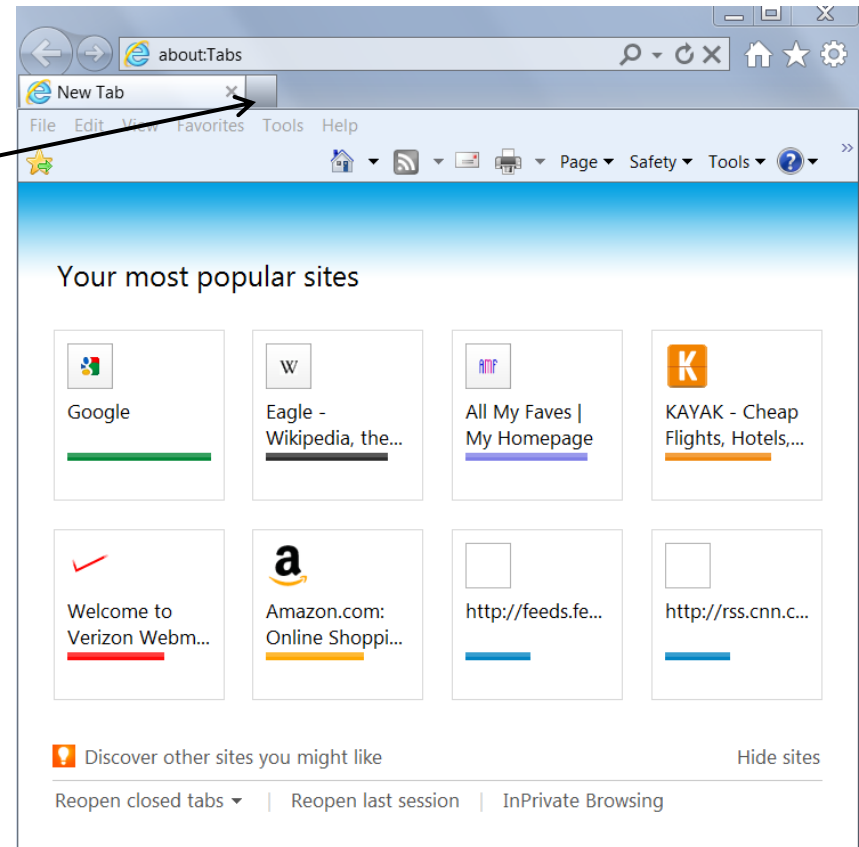 about:Tabs
New Tab
File Edit View Favorites Tools Help
Page Safety Tools
Your most popular sites
W AMF K
Google Eagle - All My Faves | KAYAK - Cheap
Wikipedia, the... My Homepage Flights, Hotels,...
a
Welcome to Amazon.com: http://feeds.fe... http://rss.cnn.c...
Verizon Webm... Online Shoppi...
Discover other sites you might like Hide sites
Reopen closed tabs | Reopen last session | InPrivate Browsing